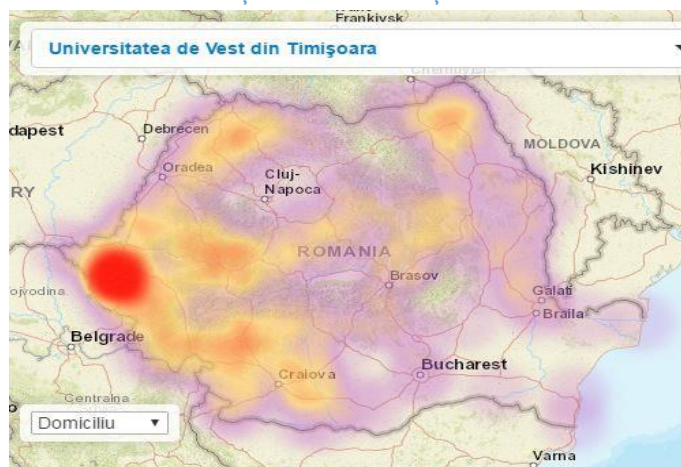 Frankivsk
Universitatea de Vest din Timişoara
Debrecen
dapest
MOLDOVA
Oradea
Kishinev
Cluj-
Napoca
RY
ROMANIA
Brasov
ojvodina
Galati
Braila
Belgrade
Bucharest
Craiova
Centralna
Domiciliu
Varna